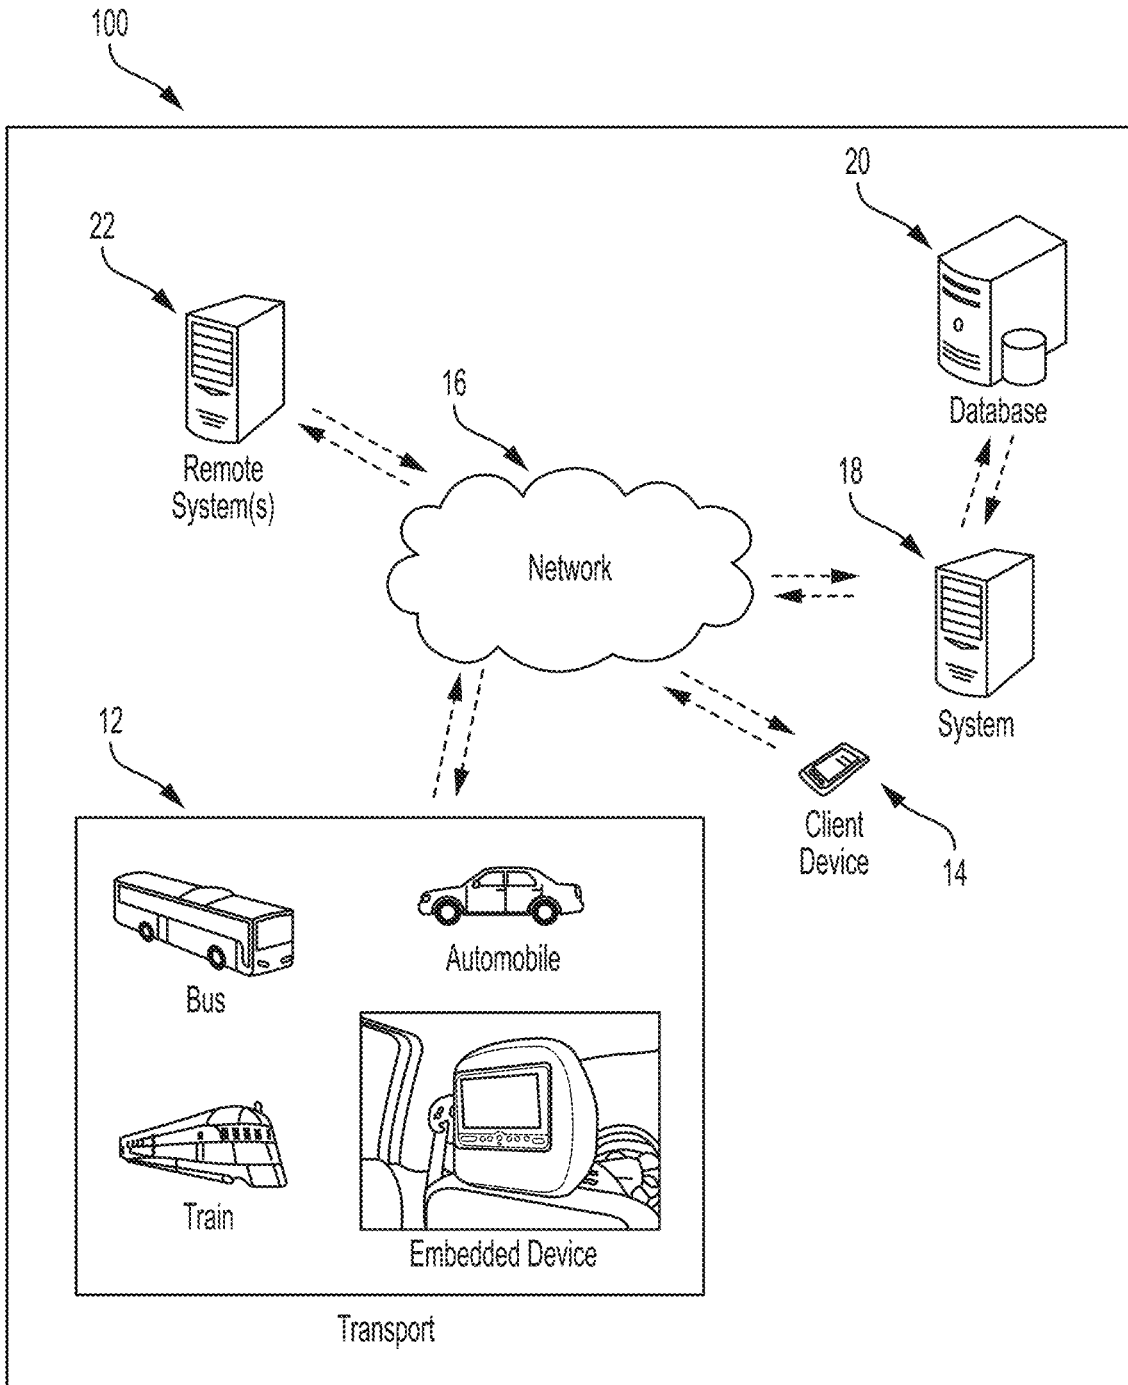 100
20
22
16
Database
Remote
System(s)
18
Network
12
System
Client
Device
14
Automobile
Bus
Train
Embedded Device
Transport